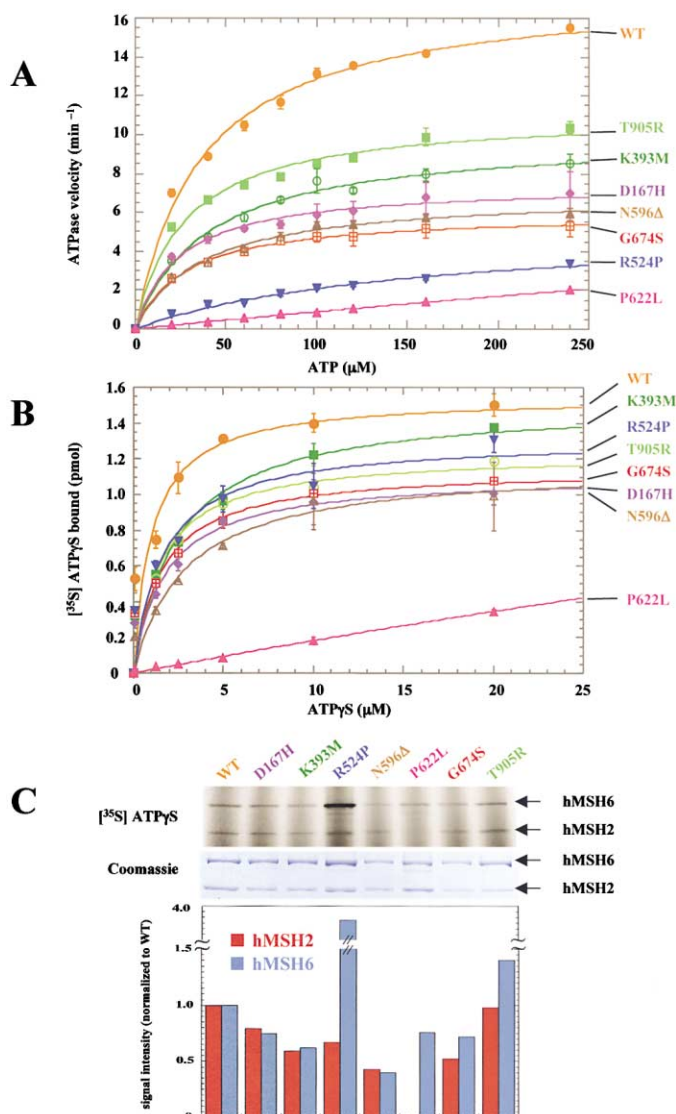 A
ATPase velocity (min −1)
16
14
12
10
8
6
4
2
0
0 50 100 150 200 250
ATP (μM)
WT
T905R
K393M
D167H
N596Δ
G674S
R524P
P622L
B
[35S] ATPγS bound (pmol)
1.6
1.4
1.2
1.0
0.8
0.6
0.4
0.2
0
0 5 10 15 20 25
ATPγS (μM)
WT
K393M
R524P
T905R
G674S
D167H
N596Δ
P622L
C
WT D167H K393M R524P N596Δ P622L G674S T905R
[35S] ATPγS
hMSH6
hMSH2
Coomassie
hMSH6
hMSH2
signal intensity (normalized to WT)
4.0
1.5
1.0
0.5
hMSH2
hMSH6